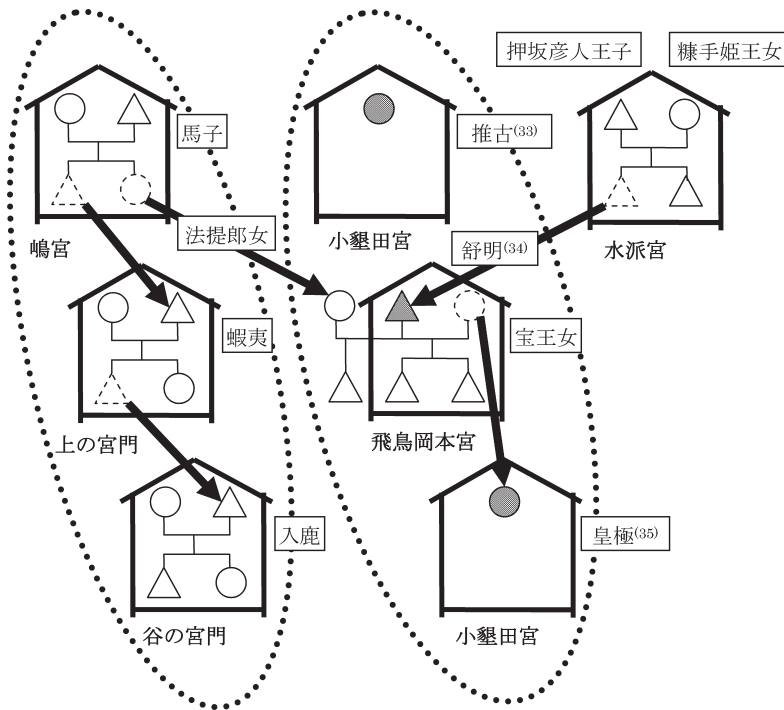 押坂彦人王子
糠手姫王女
馬子
推古(33)
嶋宮
法提郎女
小墾田宮
舒明(34)
水派宮
蝦夷
宝王女
上の宮門
飛鳥岡本宮
入鹿
皇極(35)
谷の宮門
小墾田宮